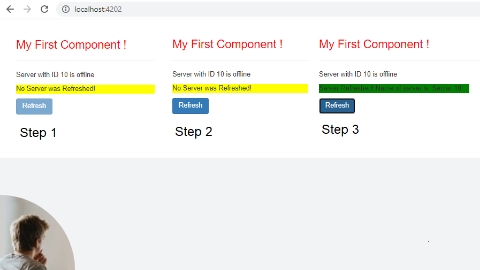 localhost:4202
My First Component !
Server with ID 10 is offline
No Server was Refreshed!
Refresh
Step 1
My First Component !
Server with ID 10 is offline
No Server was Refreshed!
Refresh
Step 2
My First Component !
Server with ID 10 is offline
Server Refreshed! Name of server is
Refresh
Step 3